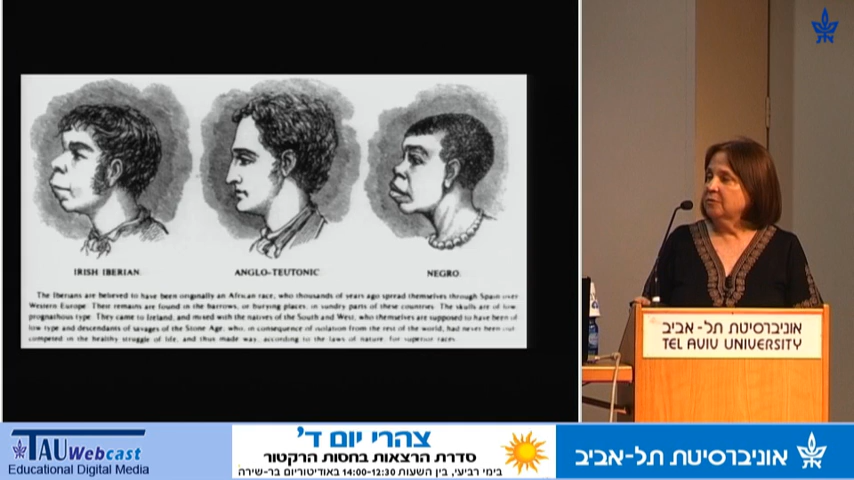 IRISH IBERIAN
ANGLO-TEUTONIC
NEGRO
The Iberians are believed to have been originally an African race, who thousands of years ago spread themselves through Spain over
Western Europe. Their remains are found in the barrows, or burying places, in sundry parts of these countries. The skulls are of low
prognathous type. They came to Ireland, and mixed with the natives of the South and West, who themselves are supposed to have been of
low type and descendants of savages of the Stone Age, who, in consequence of isolation from the rest of the world, had never been out-
competed in the healthy struggle of life, and thus made way, according to the laws of nature, for superior races.
אוניברסיטת תל-אביב
TEL AVIV UNIVERSITY
TAU Webcast
Educational Digital Media
צהרי יום ד'
סדרת הרצאות בחסות הרקטור
בימי רביעי, בין השעות 14:00-12:30 באודיטוריום בר-שירה
אוניברסיטת תל-אביב